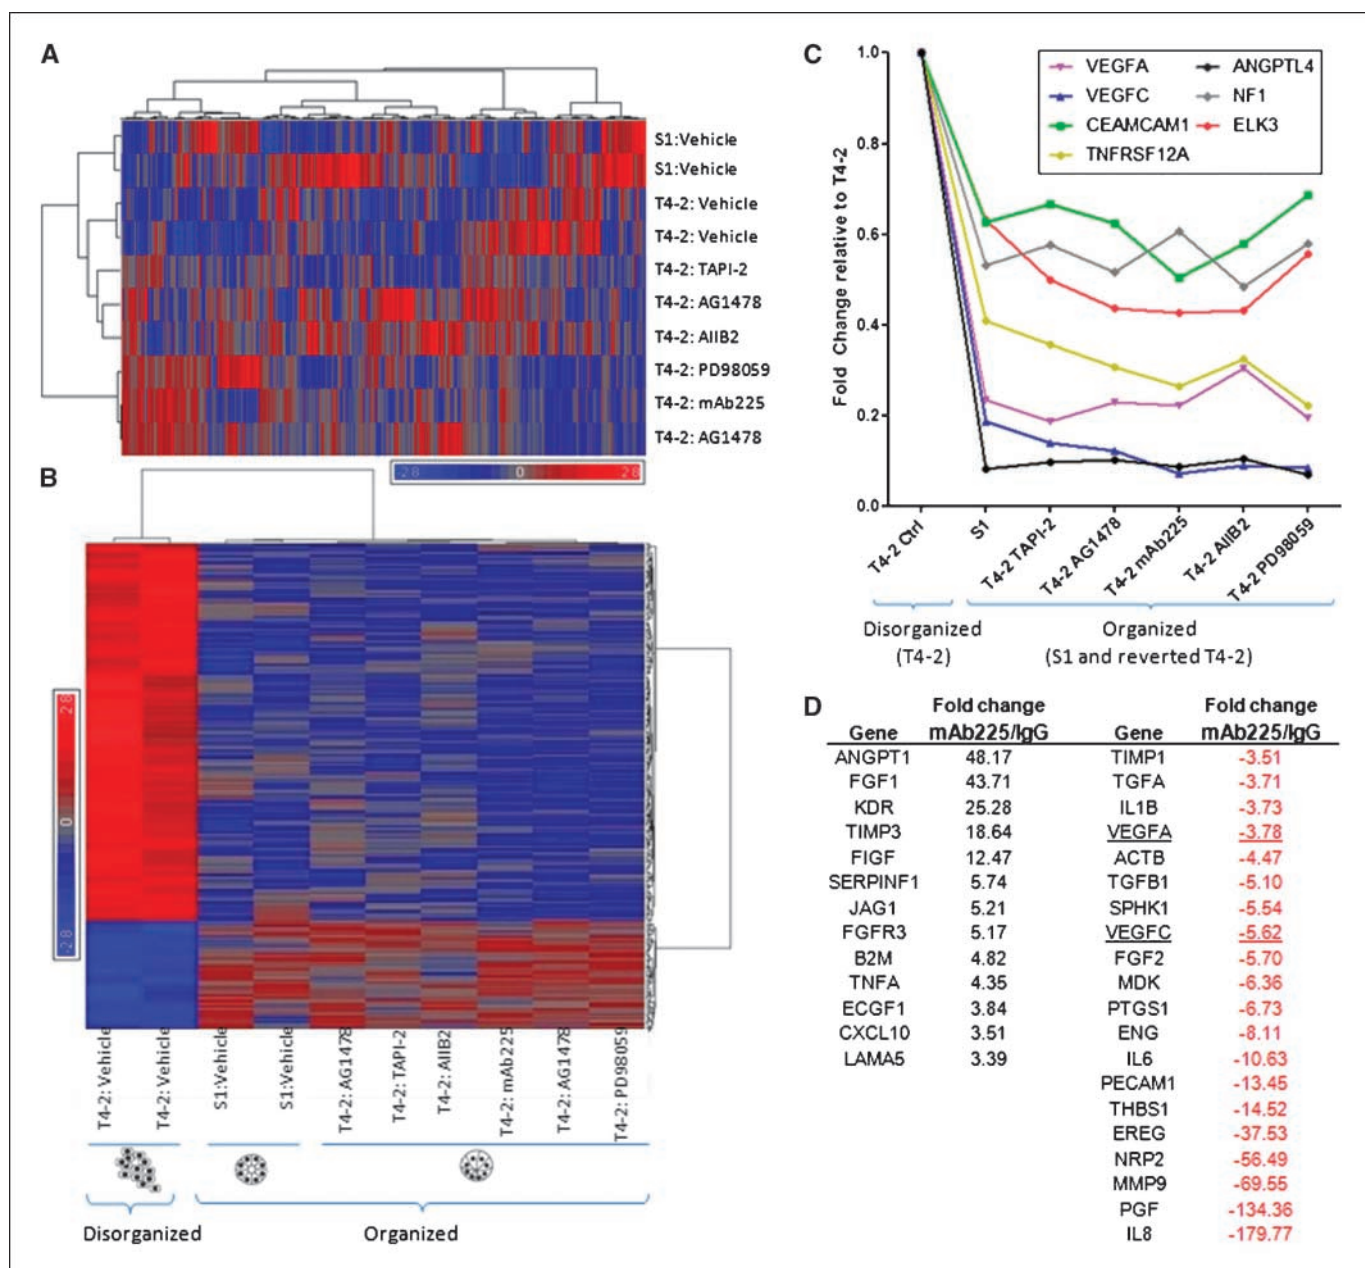 A
S1:Vehicle
S1:Vehicle
T4-2: Vehicle
T4-2: Vehicle
T4-2: TAPI-2
T4-2: AG1478
T4-2: AIIB2
T4-2: PD98059
T4-2: mAb225
T4-2: AG1478
-2.8 0 2.8
B
2.8
0
-2.8
T4-2: Vehicle
T4-2: Vehicle
S1:Vehicle
S1:Vehicle
T4-2: AG1478
T4-2: TAPI-2
T4-2: AIIB2
T4-2: mAb225
T4-2: AG1478
T4-2: PD98059
Disorganized Organized
C
Fold Change relative to T4-2
1.0
0.8
0.6
0.4
0.2
0.0
VEGFA ANGPTL4
VEGFC NF1
CEAMCAM1 ELK3
TNFRSF12A
T4-2 Ctrl
S1
T4-2 TAPI-2
T4-2 AG1478
T4-2 mAb225
T4-2 AIIB2
T4-2 PD98059
Disorganized Organized
(T4-2) (S1 and reverted T4-2)
D
Fold change Fold change
Gene mAb225/IgG Gene mAb225/IgG
ANGPT1 48.17 TIMP1 -3.51
FGF1 43.71 TGFA -3.71
KDR 25.28 IL1B -3.73
TIMP3 18.64 VEGFA -3.78
FIGF 12.47 ACTB -4.47
SERPINF1 5.74 TGFB1 -5.10
JAG1 5.21 SPHK1 -5.54
FGFR3 5.17 VEGFC -5.62
B2M 4.82 FGF2 -5.70
TNFA 4.35 MDK -6.36
ECGF1 3.84 PTGS1 -6.73
CXCL10 3.51 ENG -8.11
LAMA5 3.39 IL6 -10.63
PECAM1 -13.45
THBS1 -14.52
EREG -37.53
NRP2 -56.49
MMP9 -69.55
PGF -134.36
IL8 -179.77